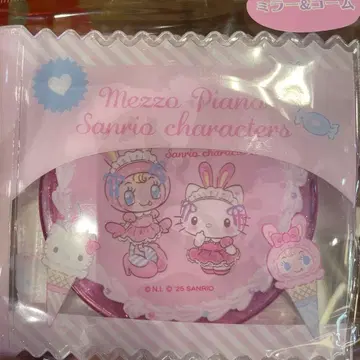 ミラー&コーム
Mezzo Piano
Sanrio characters
Sanrio characters
© N.I. © '25 SANRIO